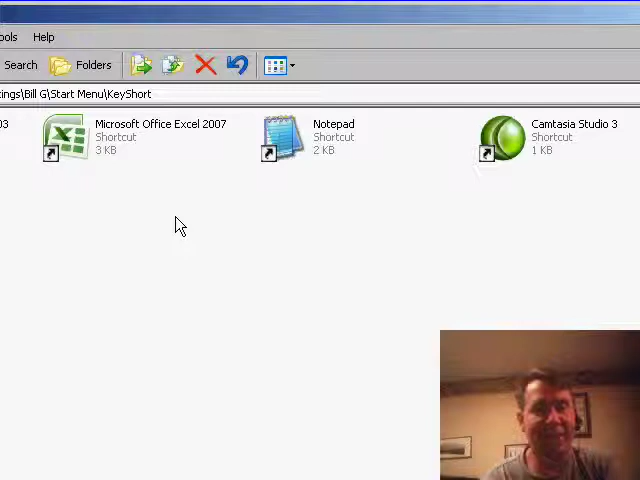 ools Help
Search Folders
tings\Bill G\Start Menu\KeyShort
03 Microsoft Office Excel 2007 Notepad Camtasia Studio 3
Shortcut Shortcut Shortcut
3 KB 2 KB 1 KB